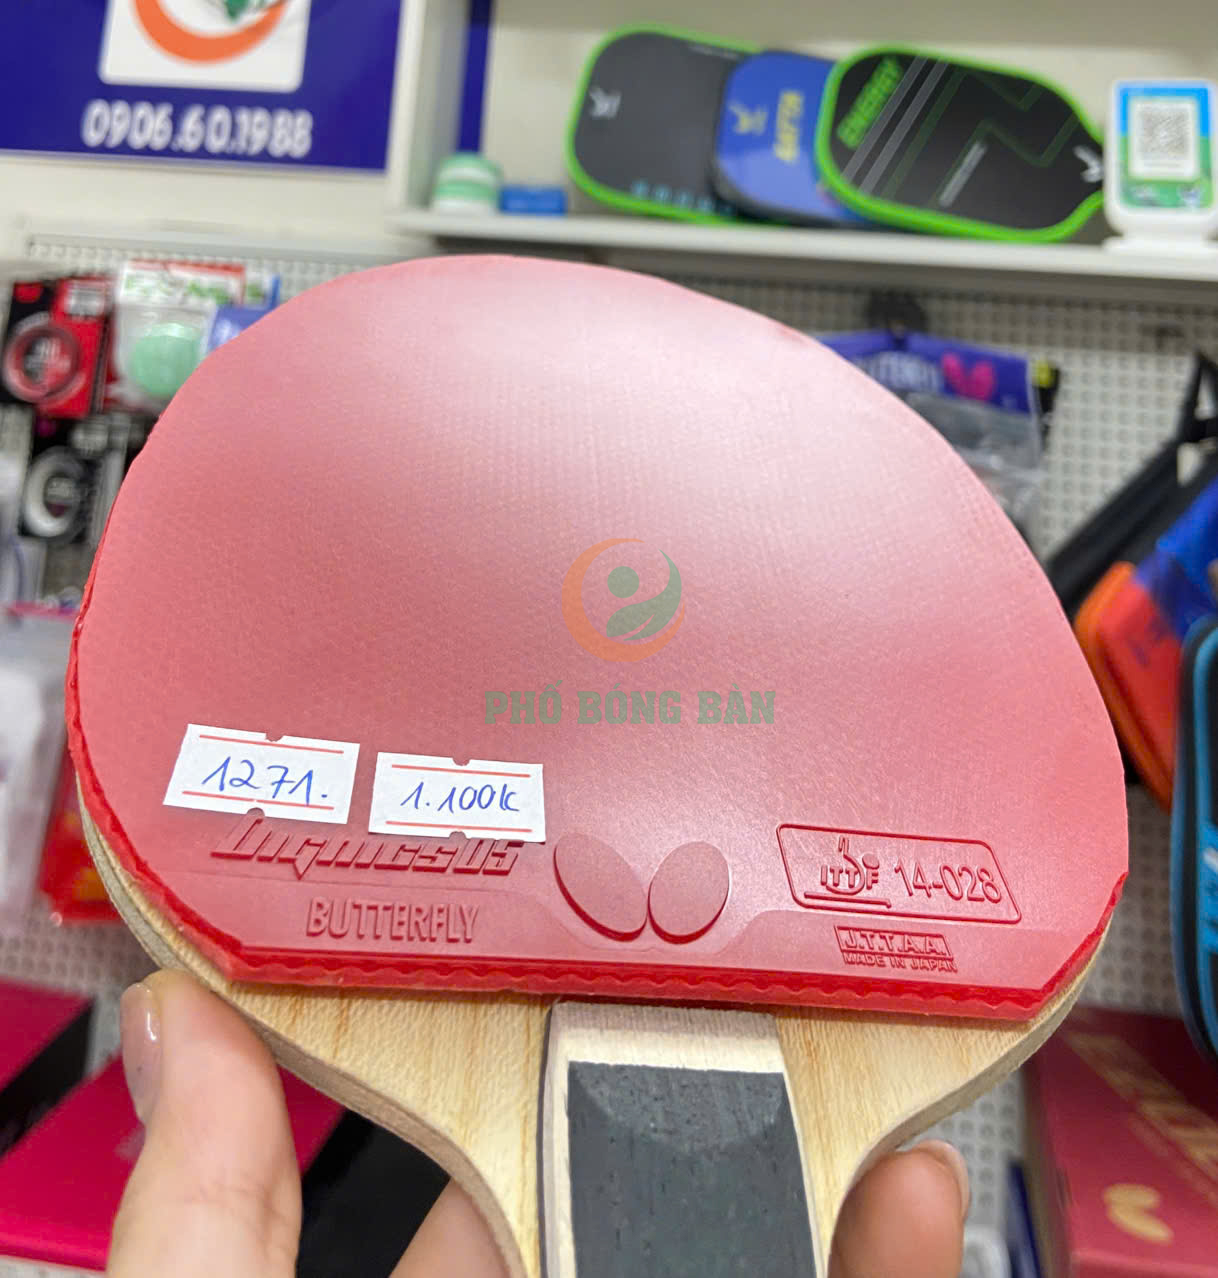 0906.60.1988
ENERGY
PHỐ BÓNG BÀN
1271.
1.100k
Dignics05
BUTTERFLY
ITTF 14-028
J.T.T.A.A.
MADE IN JAPAN